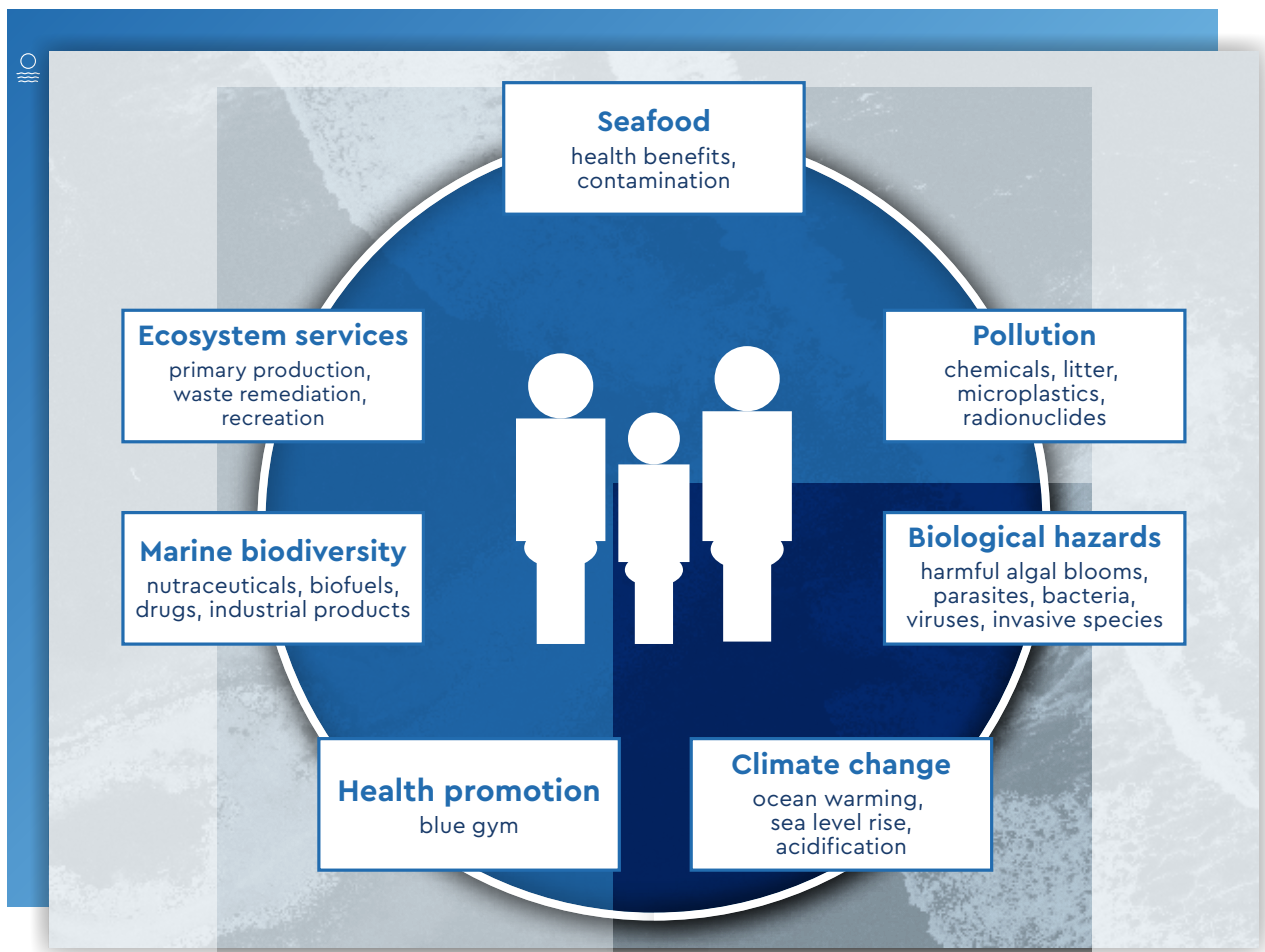 Seafood
health benefits,
contamination
Ecosystem services
primary production,
waste remediation,
recreation
Pollution
chemicals, litter,
microplastics,
radionuclides
Marine biodiversity
nutraceuticals, biofuels,
drugs, industrial products
Biological hazards
harmful algal blooms,
parasites, bacteria,
viruses, invasive species
Health promotion
blue gym
Climate change
ocean warming,
sea level rise,
acidification